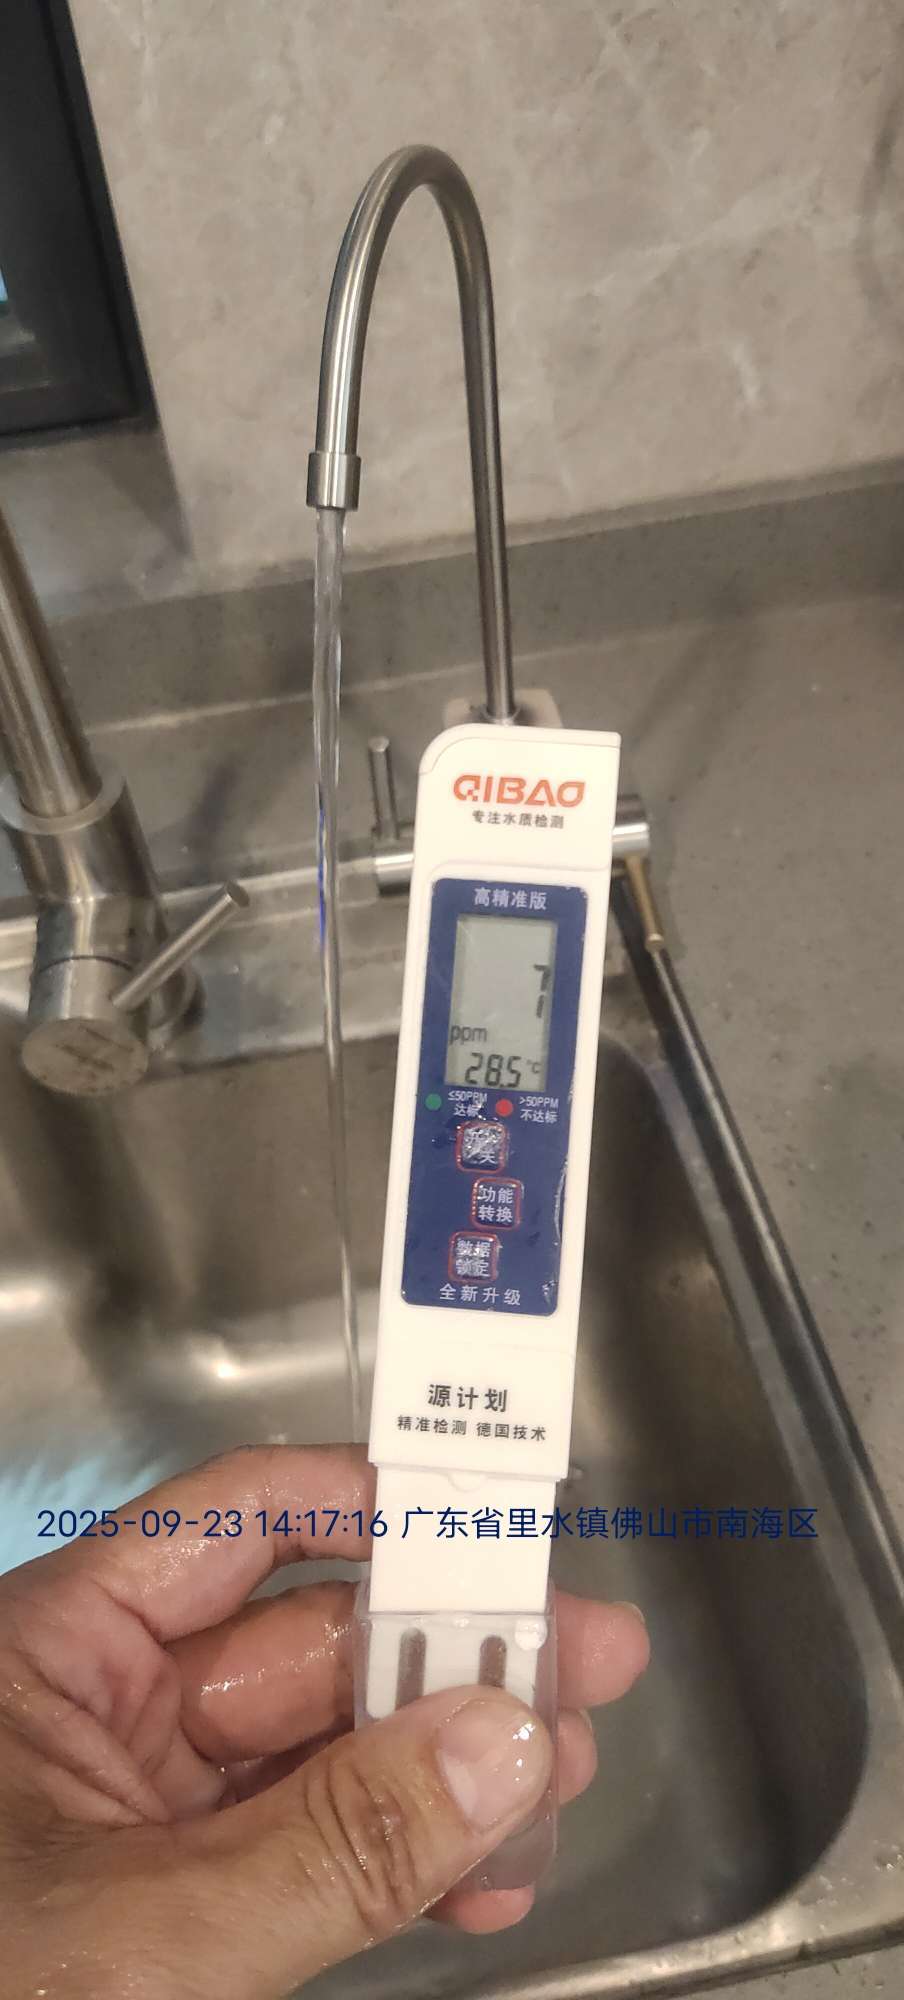 QIBAO
专注水质检测
高精准版
7
ppm
28.5 °C
≤50PPM
达标
>50PPM
不达标
开
关
功能
转换
数据
锁定
全新升级
源计划
精准检测 德国技术
2025-09-23 14:17:16 广东省里水镇佛山市南海区